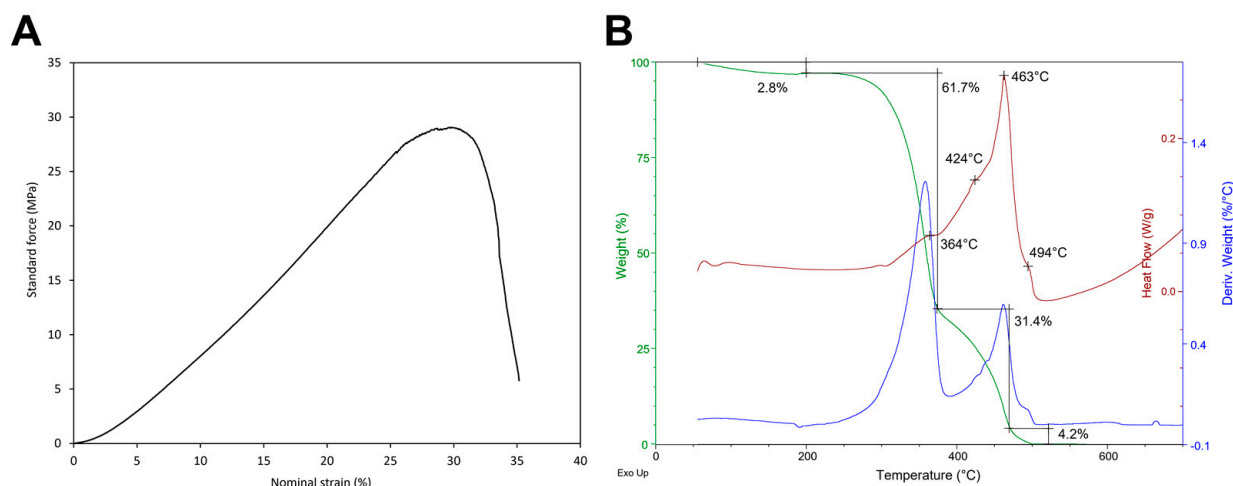 A
B
35
30
25
20
15
10
5
0
Standard force (MPa)
0 5 10 15 20 25 30 35 40
Nominal strain (%)
100
75
50
25
0
Weight (%)
2.8%
61.7%
463°C
424°C
364°C
494°C
31.4%
4.2%
0.2
0.0
Heat Flow (W/g)
1.4
0.9
0.4
-0.1
Deriv. Weight (%/°C)
0 200 400 600
Exo Up
Temperature (°C)